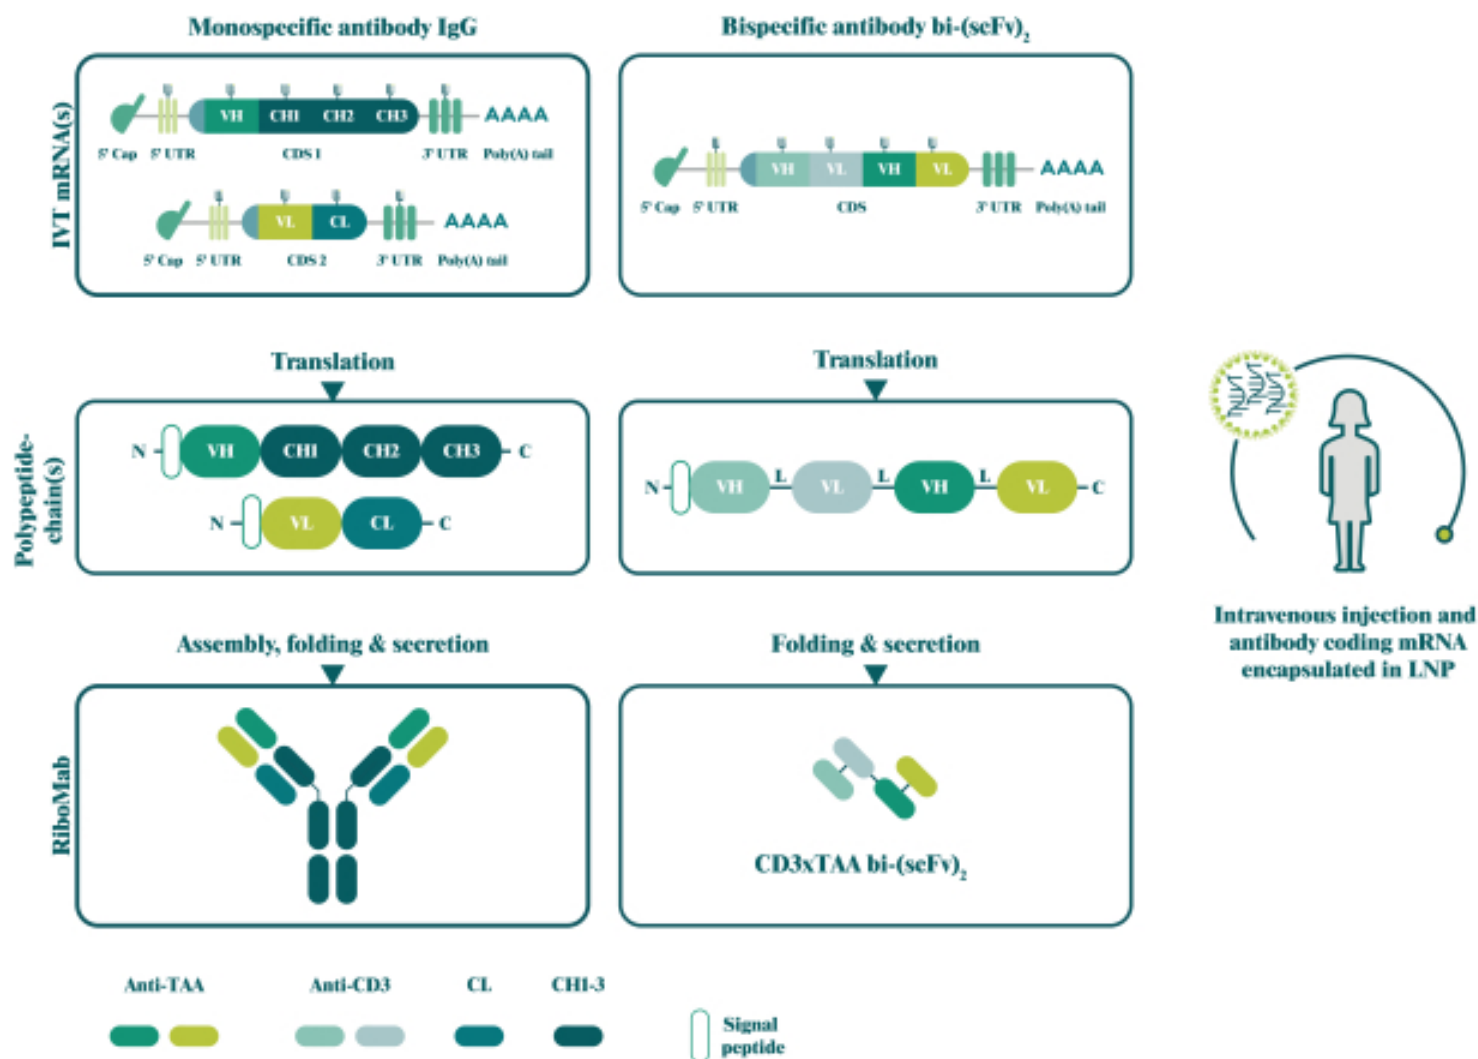 Monospecific antibody IgG
Bispecific antibody bi-(scFv)2
IVT mRNA(s)
VH CH1 CH2 CH3 AAAA
5' Cap 5' UTR CDS 1 3' UTR Poly(A) tail
VL CL AAAA
5' Cap 5' UTR CDS 2 3' UTR Poly(A) tail
VH VL VH VL AAAA
5' Cap 5' UTR CDS 3' UTR Poly(A) tail
Translation
Translation
Polypeptide-
chain(s)
N VH CH1 CH2 CH3 C
N VL CL C
N VH L VL L VH L VL C
Assembly, folding & secretion
Folding & secretion
RiboMab
CD3xTAA bi-(scFv)2
Intravenous injection and
antibody coding mRNA
encapsulated in LNP
Anti-TAA Anti-CD3 CL CH1-3
Signal
peptide